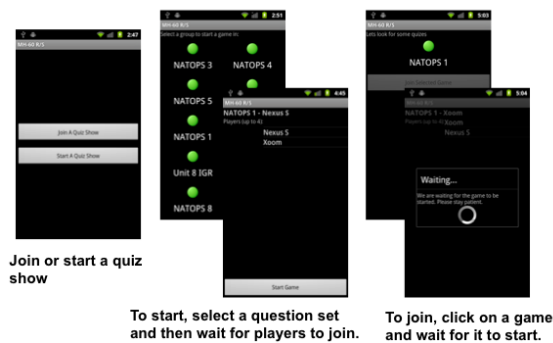 2:47
MH-60 R/S
Join A Quiz Show
Start A Quiz Show
Join or start a quiz
show
2:51
MH-60 R/S
Select a group to start a game in:
NATOPS 3
NATOPS 4
NATOPS 5
NATOPS 1
Unit 8 IGR
NATOPS 8
4:45
MH-60 R/S
NATOPS 1 - Nexus S
Players (up to 4):
Nexus S
Xoom
Start Game
To start, select a question set
and then wait for players to join.
5:03
MH-60 R/S
Lets look for some quizes
NATOPS 1
Join Selected Game
5:04
MH-60 R/S
NATOPS 1 - Xoom
Players (up to 4):
Xoom
Nexus S
Waiting...
We are waiting for the game to be
started. Please stay patient.
To join, click on a game
and wait for it to start.